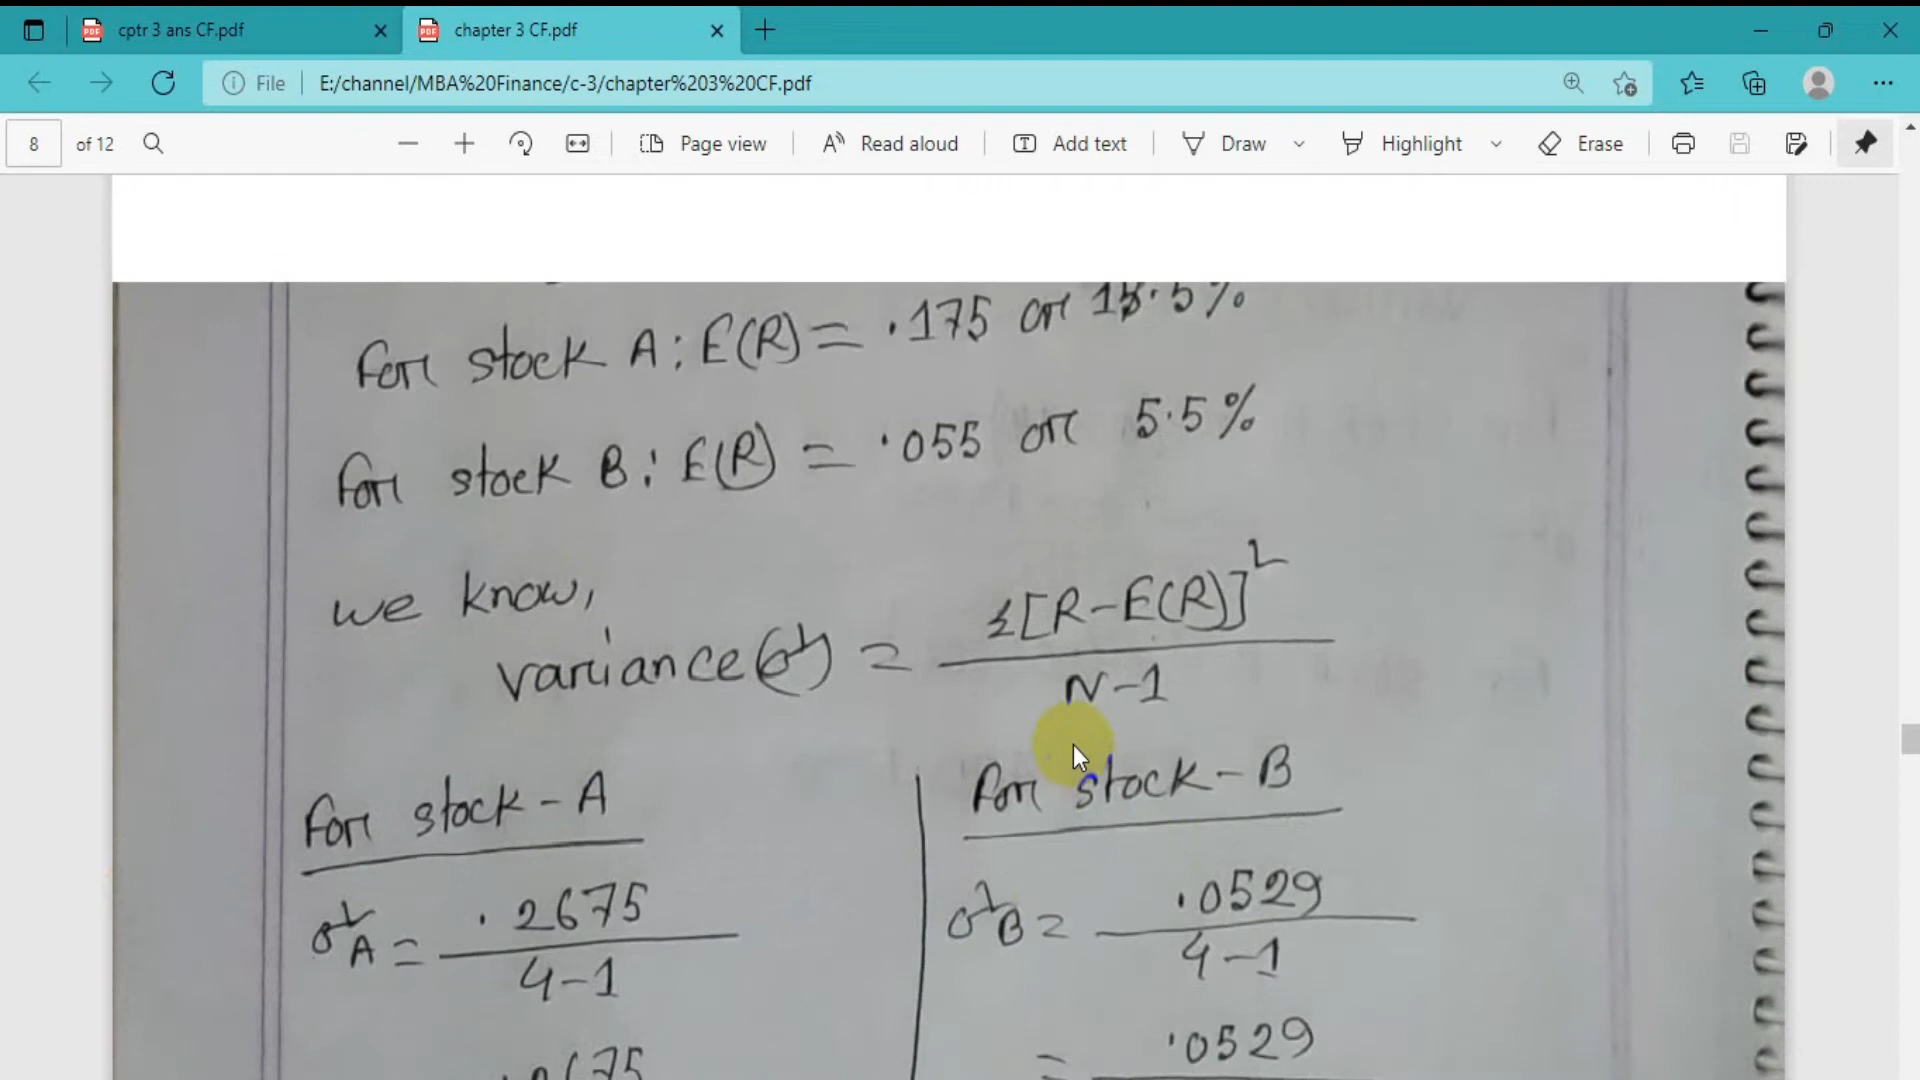 cptr 3 ans CF.pdf
chapter 3 CF.pdf
File
E:/channel/MBA%20Finance/c-3/chapter%203%20CF.pdf
8 of 12
Page view
Read aloud
Add text
Draw
Highlight
Erase
For stock A: E(R) = .175 or
For stock B: E(R) = .055 or 5.5%
we know,
variance(σ²) = Σ[R-E(R)]²
N-1
For stock-A
σ²A = .2675
4-1
For stock-B
σ²B = .0529
4-1
= .0529